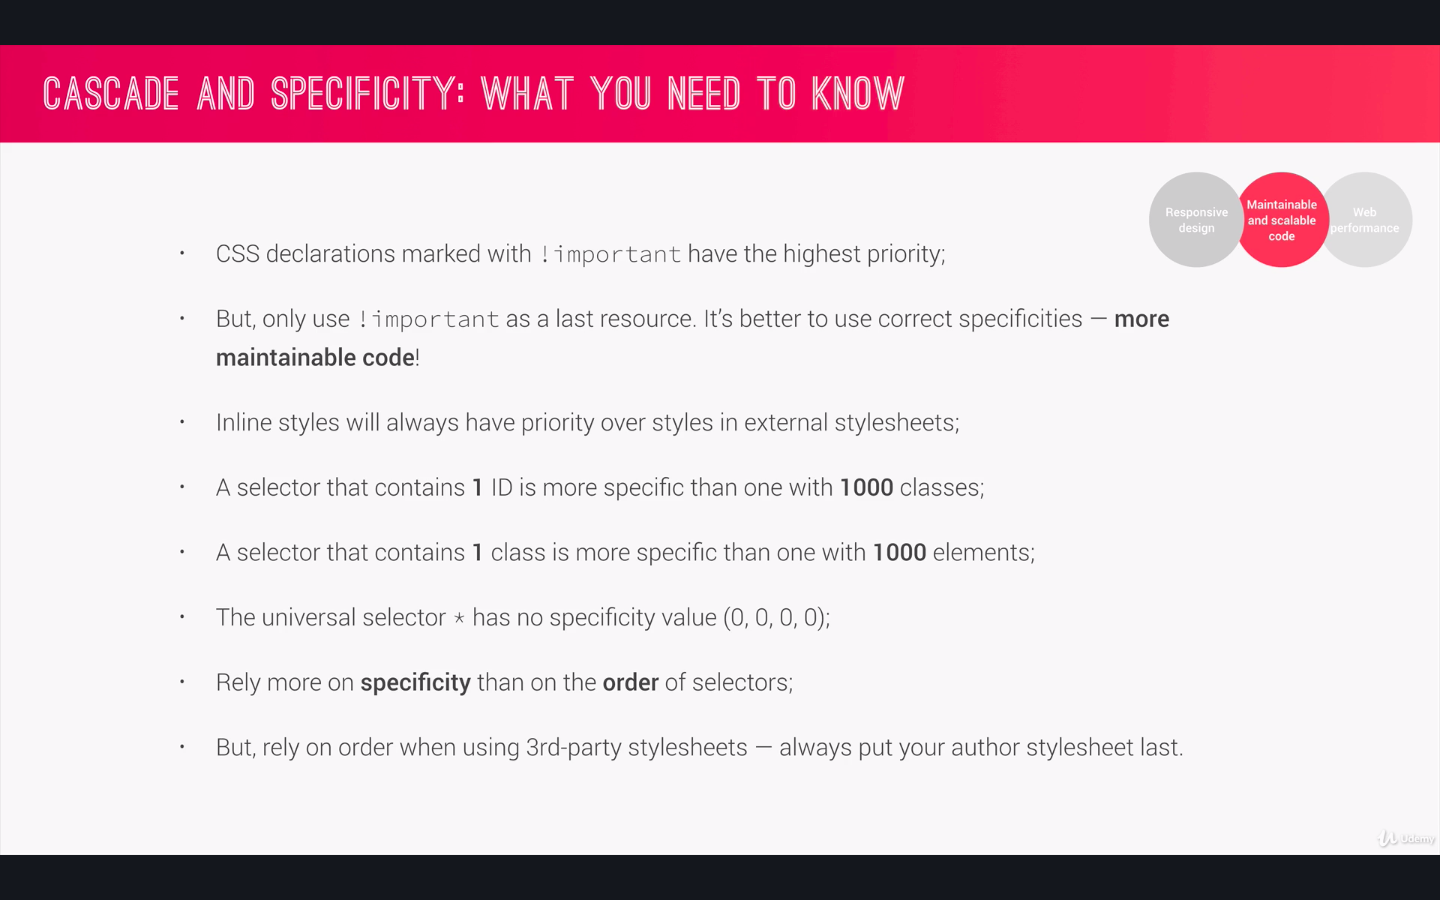 CASCADE AND SPECIFICITY: WHAT YOU NEED TO KNOW
Responsive
design
Maintainable
and scalable
code
Web
performance
• CSS declarations marked with !important have the highest priority;
• But, only use !important as a last resource. It’s better to use correct specificities — more
maintainable code!
• Inline styles will always have priority over styles in external stylesheets;
• A selector that contains 1 ID is more specific than one with 1000 classes;
• A selector that contains 1 class is more specific than one with 1000 elements;
• The universal selector * has no specificity value (0, 0, 0, 0);
• Rely more on specificity than on the order of selectors;
• But, rely on order when using 3rd-party stylesheets — always put your author stylesheet last.
Udemy